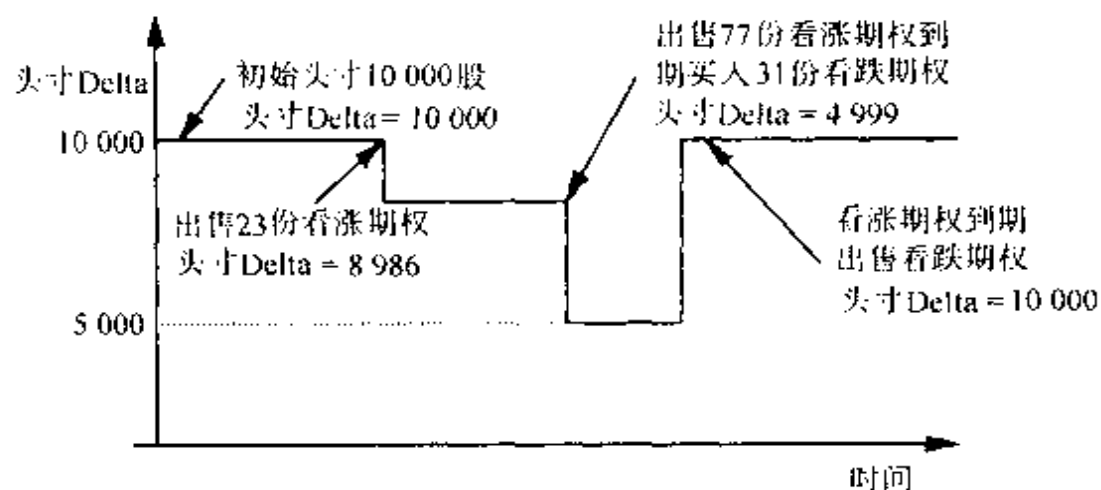 出售77份看涨期权到
期买入31份看跌期权
头寸Delta = 4 999
头寸Delta
初始头寸10 000股
头寸Delta = 10 000
10 000
出售23份看涨期权
头寸Delta = 8 986
看涨期权到期
出售看跌期权
头寸Delta = 10 000
5 000
时间